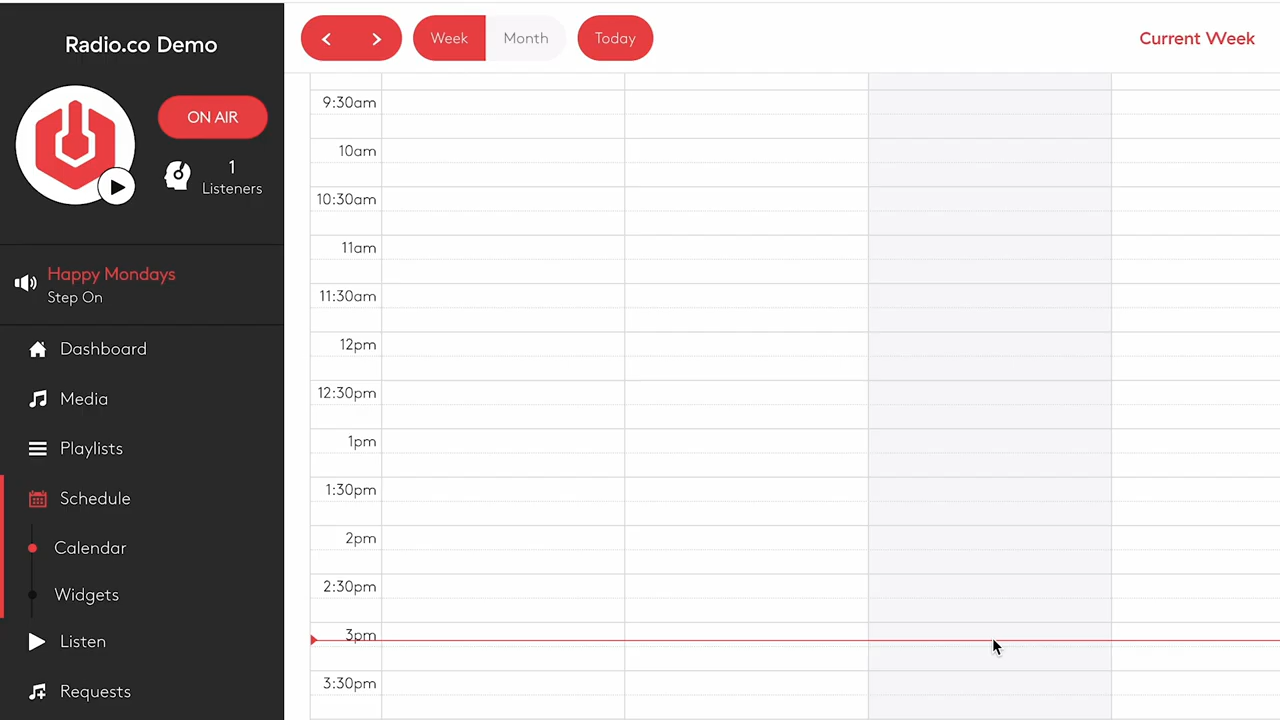 Radio.co Demo
ON AIR
1
Listeners
Happy Mondays
Step On
Dashboard
Media
Playlists
Schedule
Calendar
Widgets
Listen
Requests
Week
Month
Today
Current Week
9:30am
10am
10:30am
11am
11:30am
12pm
12:30pm
1pm
1:30pm
2pm
2:30pm
3pm
3:30pm